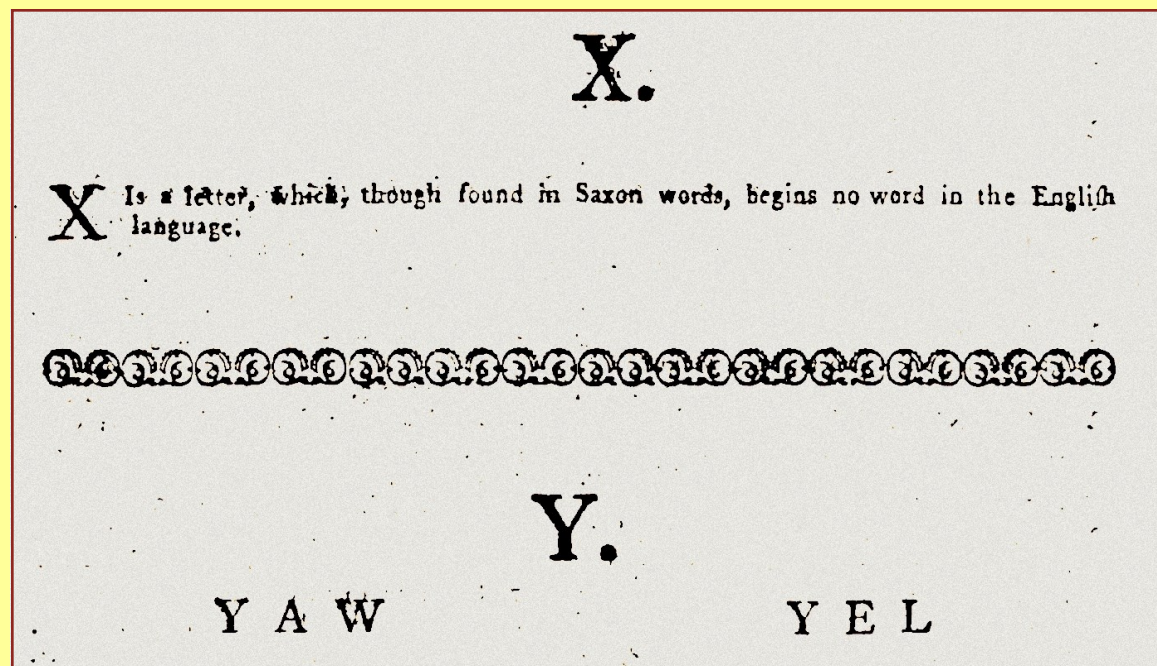 X.
X Is a letter, which, though found in Saxon words, begins no word in the Engliſh
language.
Y.
YAW YEL